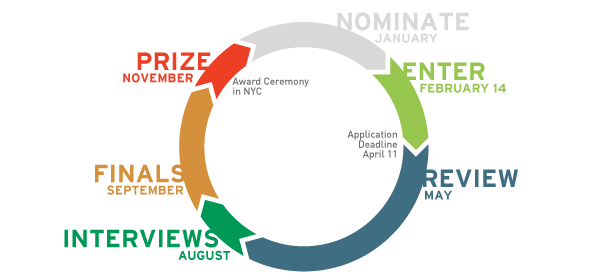 NOMINATE
JANUARY
ENTER
FEBRUARY 14
Application
Deadline
April 11
REVIEW
MAY
INTERVIEWS
AUGUST
FINALS
SEPTEMBER
PRIZE
NOVEMBER
Award Ceremony
in NYC